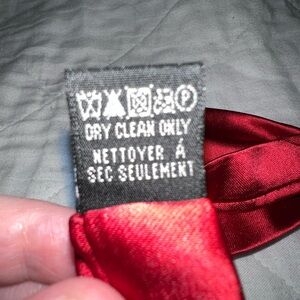 P
DRY CLEAN ONLY
NETTOYER Á
SEC SEULEMENT